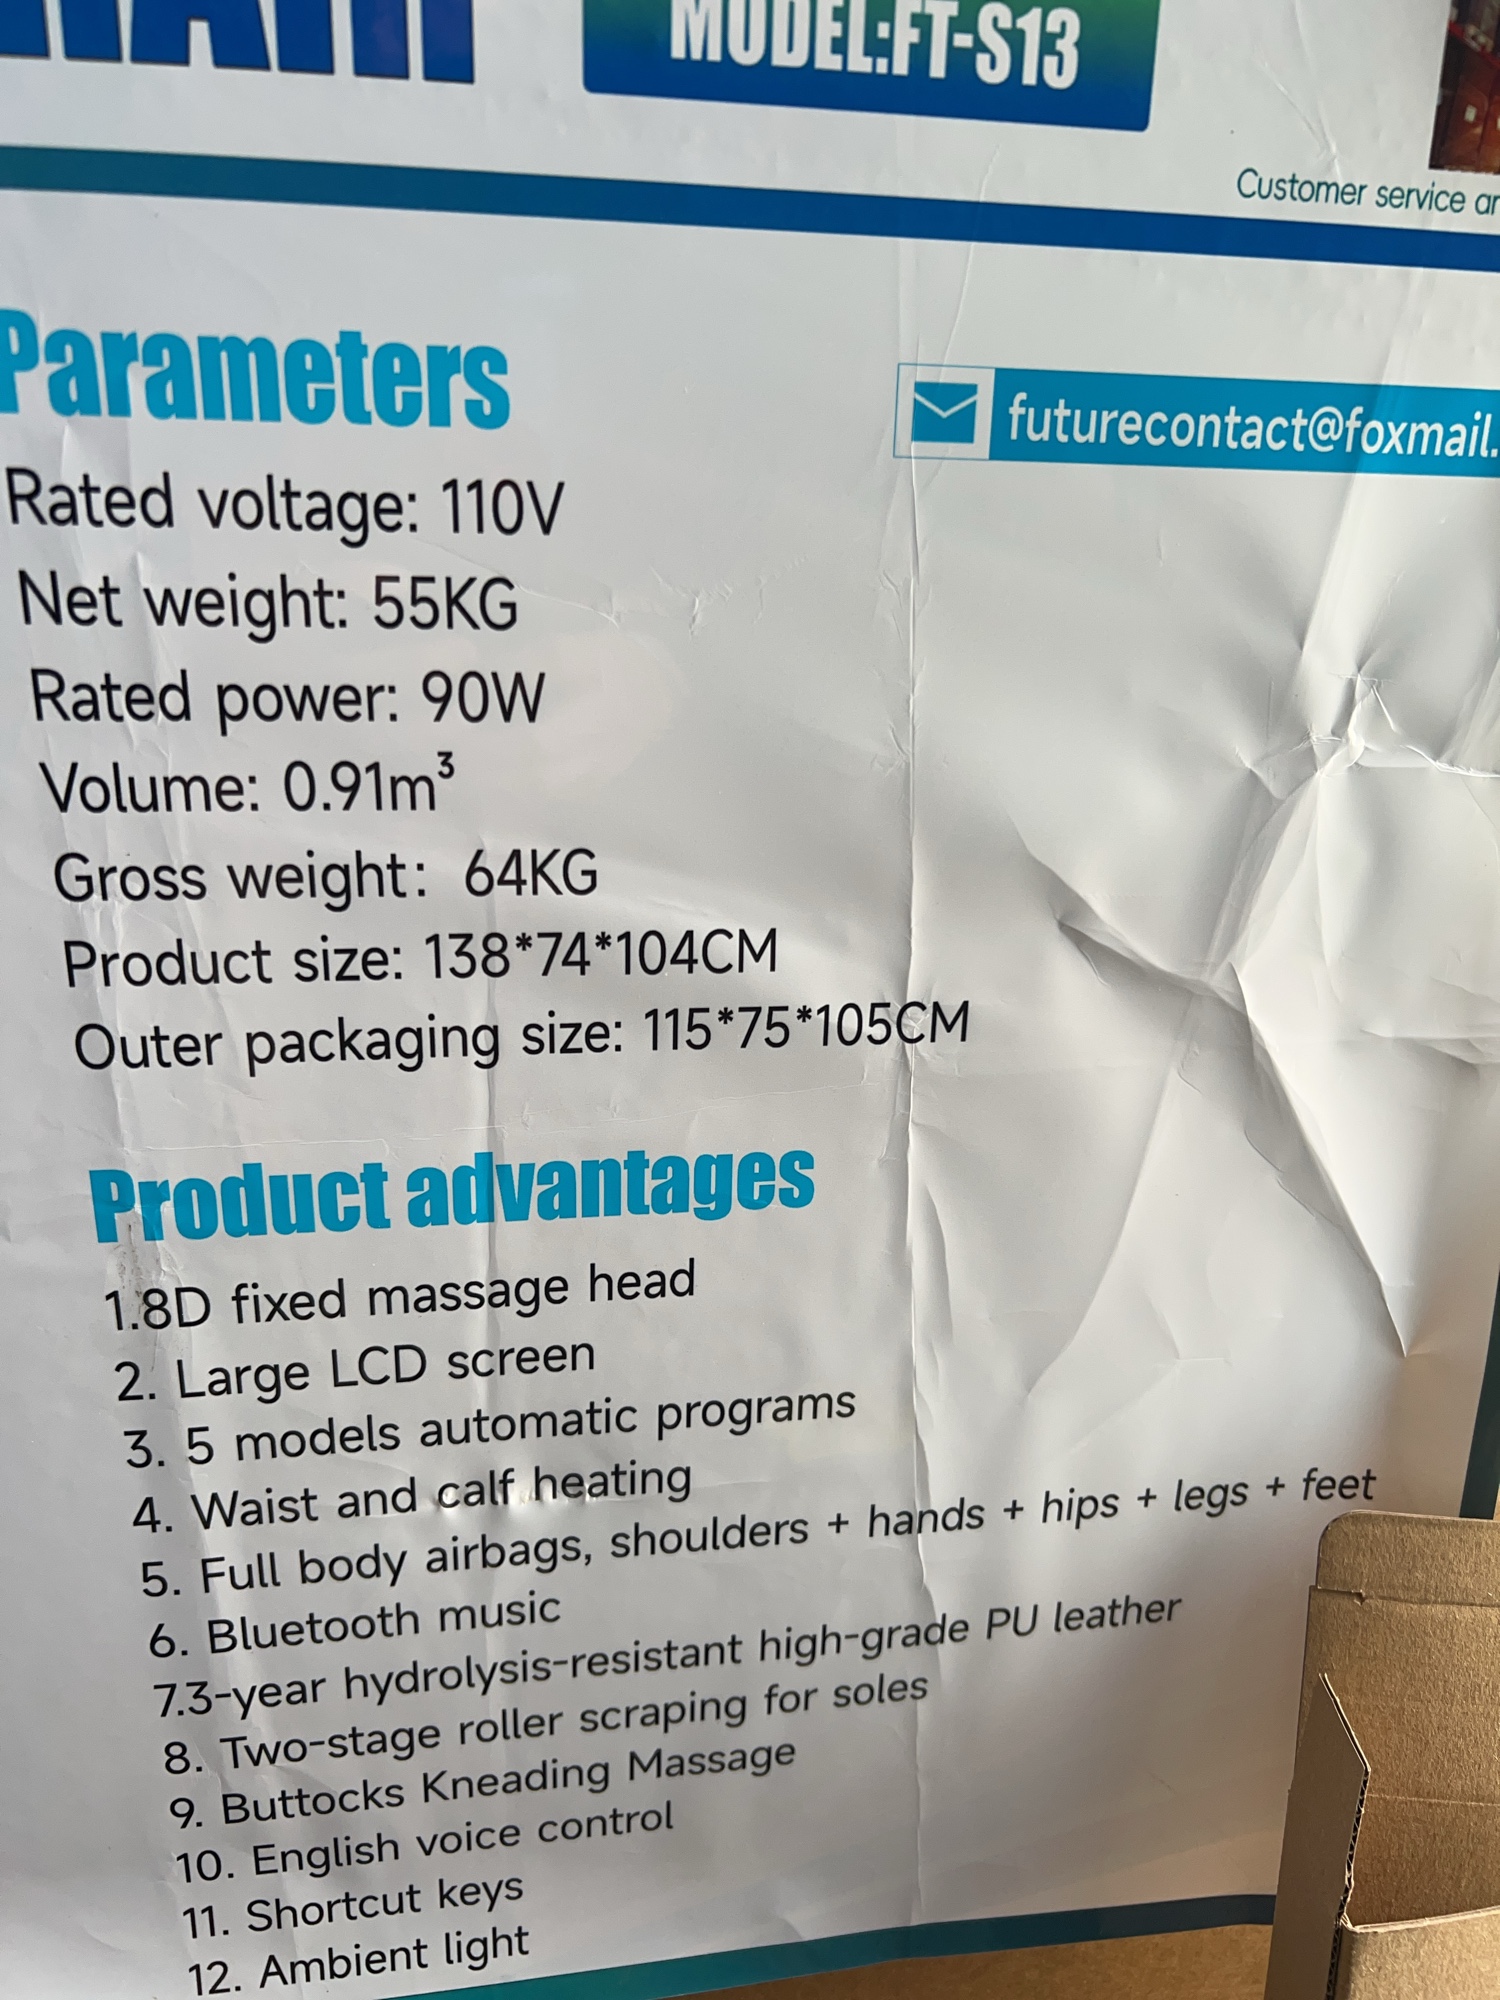 MODEL:FT-S13
Customer service
Parameters
futurecontact@foxmail.
Rated voltage: 110V
Net weight: 55KG
Rated power: 90W
Volume: 0.91m³
Gross weight: 64KG
Product size: 138*74*104CM
Outer packaging size: 115*75*105CM
Product advantages
1.8D fixed massage head
2. Large LCD screen
3. 5 models automatic programs
4. Waist and calf heating
5. Full body airbags, shoulders + hands + hips + legs + feet
6. Bluetooth music
7.3-year hydrolysis-resistant high-grade PU leather
8. Two-stage roller scraping for soles
9. Buttocks Kneading Massage
10. English voice control
11. Shortcut keys
12. Ambient light